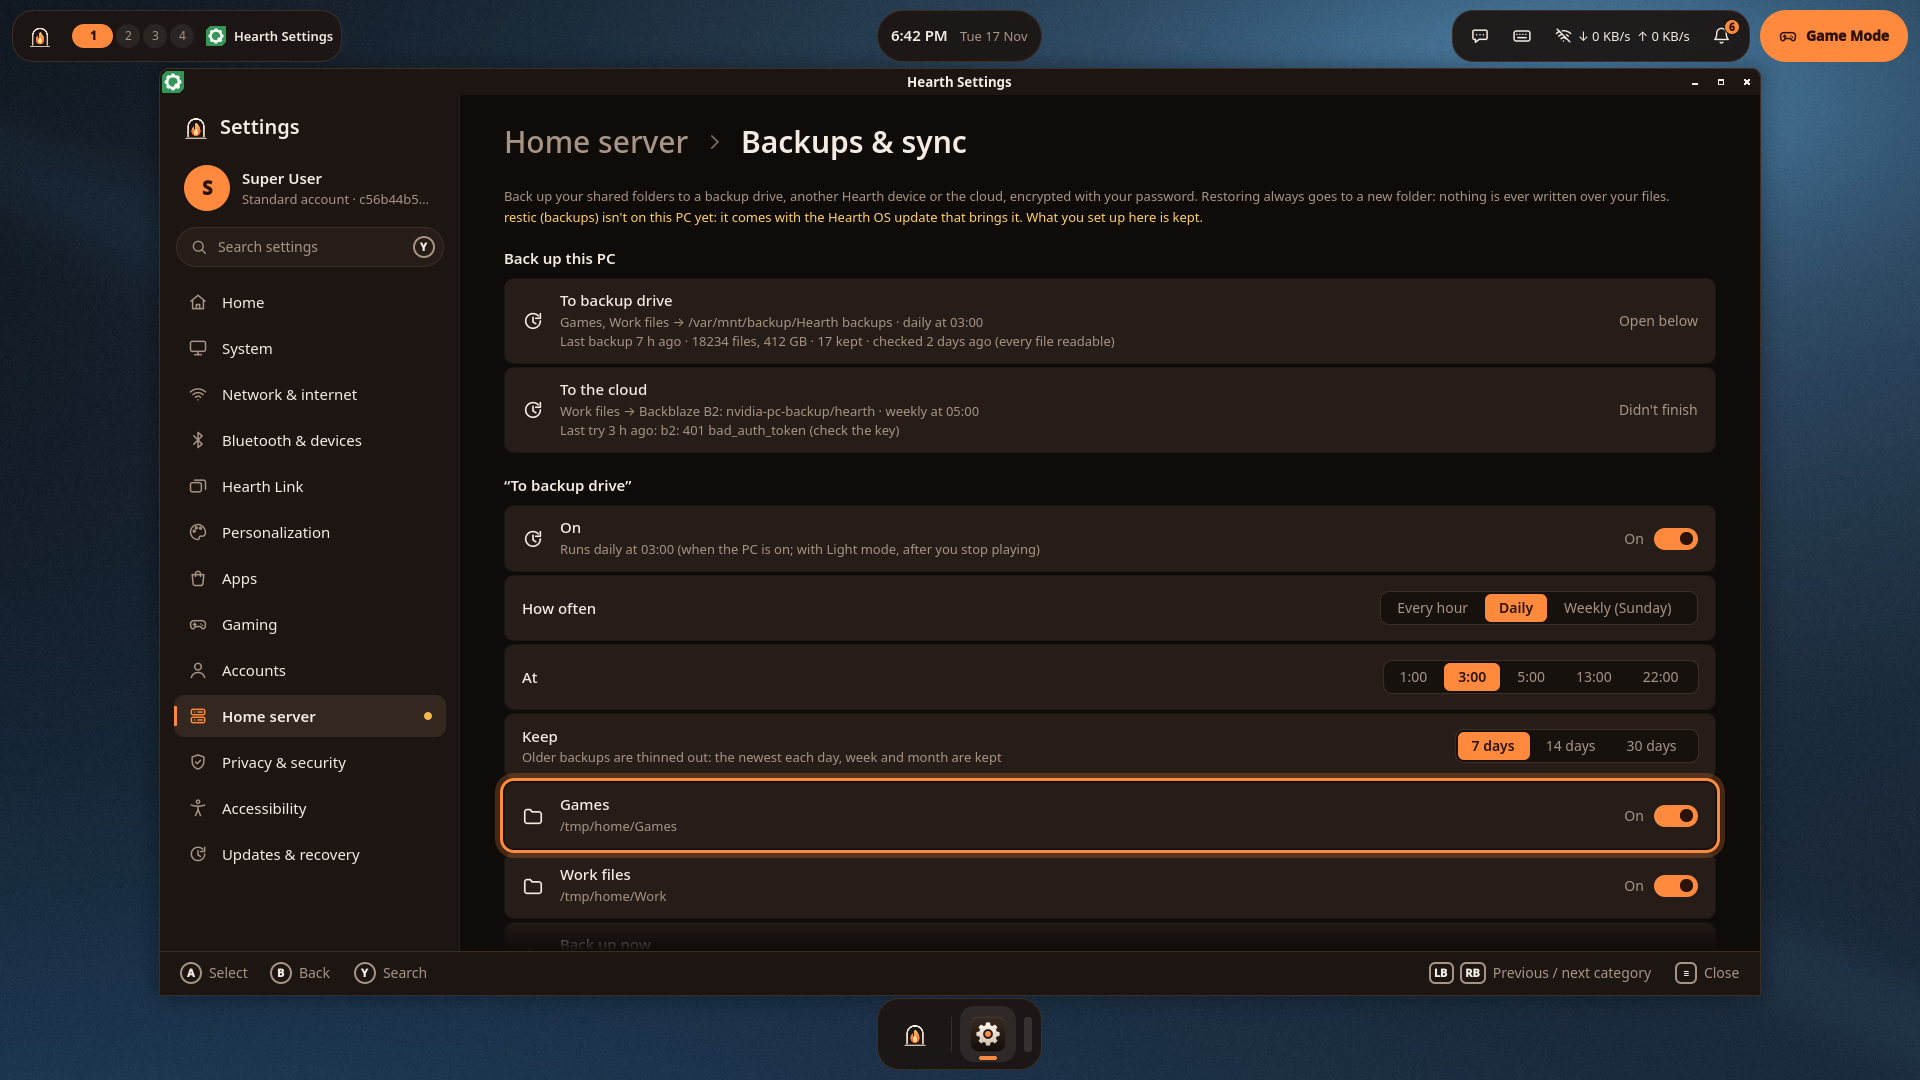 1 2 3 4 Hearth Settings
6:42 PM Tue 17 Nov
↓ 0 KB/s ↑ 0 KB/s 6
Game Mode
Hearth Settings
Settings
S
Super User
Standard account · c56b44b5...
Search settings Y
Home
System
Network & internet
Bluetooth & devices
Hearth Link
Personalization
Apps
Gaming
Accounts
Home server
Privacy & security
Accessibility
Updates & recovery
Home server > Backups & sync
Back up your shared folders to a backup drive, another Hearth device or the cloud, encrypted with your password. Restoring always goes to a new folder: nothing is ever written over your files.
restic (backups) isn't on this PC yet: it comes with the Hearth OS update that brings it. What you set up here is kept.
Back up this PC
To backup drive
Games, Work files → /var/mnt/backup/Hearth backups · daily at 03:00
Last backup 7 h ago · 18234 files, 412 GB · 17 kept · checked 2 days ago (every file readable)
Open below
To the cloud
Work files → Backblaze B2: nvidia-pc-backup/hearth · weekly at 05:00
Last try 3 h ago: b2: 401 bad_auth_token (check the key)
Didn't finish
“To backup drive”
On
Runs daily at 03:00 (when the PC is on; with Light mode, after you stop playing)
On
How often
Every hour Daily Weekly (Sunday)
At
1:00 3:00 5:00 13:00 22:00
Keep
Older backups are thinned out: the newest each day, week and month are kept
7 days 14 days 30 days
Games
/tmp/home/Games
On
Work files
/tmp/home/Work
On
Back up now
A Select B Back Y Search
LB RB Previous / next category ≡ Close